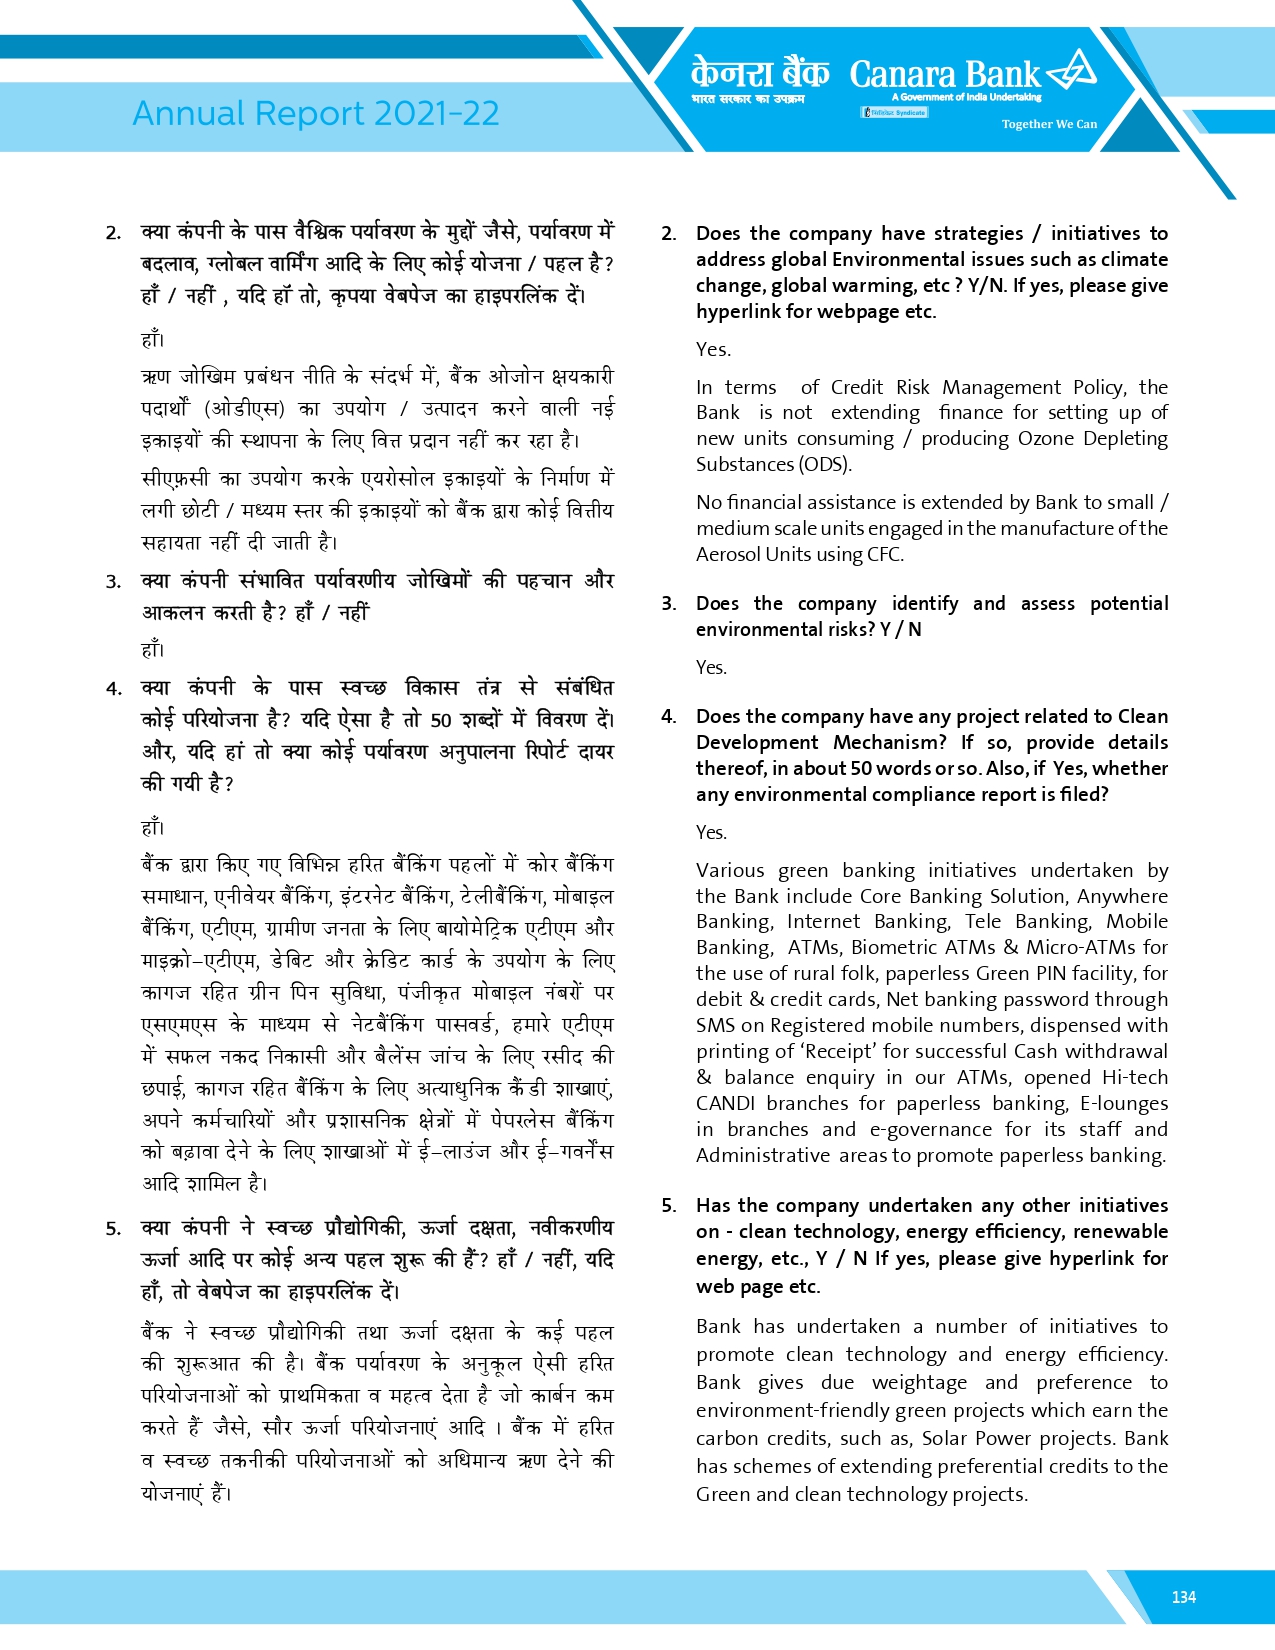 Annual Report 2021-22
केनरा बैंक Canara Bank
भारत सरकार का उपक्रम A Government of India Undertaking
Syndicate
Together We Can
2. क्या कंपनी के पास वैश्विक पर्यावरण के मुद्दों जैसे, पर्यावरण में
बदलाव, ग्लोबल वार्मिंग आदि के लिए कोई योजना / पहल है?
हाँ / नहीं , यदि हॉं तो, कृपया वेबपेज का हाइपरलिंक दें।
हाँ।
ऋण जोखिम प्रबंधन नीति के संदर्भ में, बैंक ओजोन क्षयकारी
पदार्थों (ओडीएस) का उपयोग / उत्पादन करने वाली नई
इकाइयों की स्थापना के लिए वित्त प्रदान नहीं कर रहा है।
सीएफ़सी का उपयोग करके एयरोसोल इकाइयों के निर्माण में
लगी छोटी / मध्यम स्तर की इकाइयों को बैंक द्वारा कोई वित्तीय
सहायता नहीं दी जाती है।
3. क्या कंपनी संभावित पर्यावरणीय जोखिमों की पहचान और
आकलन करती है? हाँ / नहीं
हाँ।
4. क्या कंपनी के पास स्वच्छ विकास तंत्र से संबंधित
कोई परियोजना है? यदि ऐसा है तो 50 शब्दों में विवरण दें।
और, यदि हां तो क्या कोई पर्यावरण अनुपालना रिपोर्ट दायर
की गयी है?
हाँ।
बैंक द्वारा किए गए विभिन्न हरित बैंकिंग पहलों में कोर बैंकिंग
समाधान, एनीवेयर बैंकिंग, इंटरनेट बैंकिंग, टेलीबैंकिंग, मोबाइल
बैंकिंग, एटीएम, ग्रामीण जनता के लिए बायोमेट्रिक एटीएम और
माइक्रो-एटीएम, डेबिट और क्रेडिट कार्ड के उपयोग के लिए
कागज रहित ग्रीन पिन सुविधा, पंजीकृत मोबाइल नंबरों पर
एसएमएस के माध्यम से नेटबैंकिंग पासवर्ड, हमारे एटीएम
में सफल नकद निकासी और बैलेंस जांच के लिए रसीद की
छपाई, कागज रहित बैंकिंग के लिए अत्याधुनिक कैंडी शाखाएं,
अपने कर्मचारियों और प्रशासनिक क्षेत्रों में पेपरलेस बैंकिंग
को बढ़ावा देने के लिए शाखाओं में ई-लाउंज और ई-गवर्नेंस
आदि शामिल है।
5. क्या कंपनी ने स्वच्छ प्रौद्योगिकी, ऊर्जा दक्षता, नवीकरणीय
ऊर्जा आदि पर कोई अन्य पहल शुरू की हैं? हाँ / नहीं, यदि
हाँ, तो वेबपेज का हाइपरलिंक दें।
बैंक ने स्वच्छ प्रौद्योगिकी तथा ऊर्जा दक्षता के कई पहल
की शुरूआत की है। बैंक पर्यावरण के अनुकूल ऐसी हरित
परियोजनाओं को प्राथमिकता व महत्व देता है जो कार्बन कम
करते हैं जैसे, सौर ऊर्जा परियोजनाएं आदि । बैंक में हरित
व स्वच्छ तकनीकी परियोजनाओं को अधिमान्य ऋण देने की
योजनाएं हैं।
2. Does the company have strategies / initiatives to
address global Environmental issues such as climate
change, global warming, etc ? Y/N. If yes, please give
hyperlink for webpage etc.
Yes.
In terms of Credit Risk Management Policy, the
Bank is not extending finance for setting up of
new units consuming / producing Ozone Depleting
Substances (ODS).
No financial assistance is extended by Bank to small /
medium scale units engaged in the manufacture of the
Aerosol Units using CFC.
3. Does the company identify and assess potential
environmental risks? Y / N
Yes.
4. Does the company have any project related to Clean
Development Mechanism? If so, provide details
thereof, in about 50 words or so. Also, if Yes, whether
any environmental compliance report is filed?
Yes.
Various green banking initiatives undertaken by
the Bank include Core Banking Solution, Anywhere
Banking, Internet Banking, Tele Banking, Mobile
Banking, ATMs, Biometric ATMs & Micro-ATMs for
the use of rural folk, paperless Green PIN facility, for
debit & credit cards, Net banking password through
SMS on Registered mobile numbers, dispensed with
printing of ‘Receipt’ for successful Cash withdrawal
& balance enquiry in our ATMs, opened Hi-tech
CANDI branches for paperless banking, E-lounges
in branches and e-governance for its staff and
Administrative areas to promote paperless banking.
5. Has the company undertaken any other initiatives
on - clean technology, energy efficiency, renewable
energy, etc., Y / N If yes, please give hyperlink for
web page etc.
Bank has undertaken a number of initiatives to
promote clean technology and energy efficiency.
Bank gives due weightage and preference to
environment-friendly green projects which earn the
carbon credits, such as, Solar Power projects. Bank
has schemes of extending preferential credits to the
Green and clean technology projects.
134